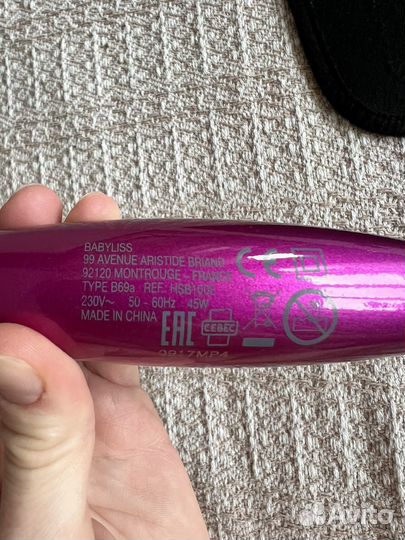 BABYLISS
99 AVENUE ARISTIDE BRIAND
92120 MONTROUGE - FRANCE
TYPE B69a REF: HSB100E
230V~ 50 - 60Hz 45W
MADE IN CHINA
CE
EAC
CEBEC
0917MP4
Avito